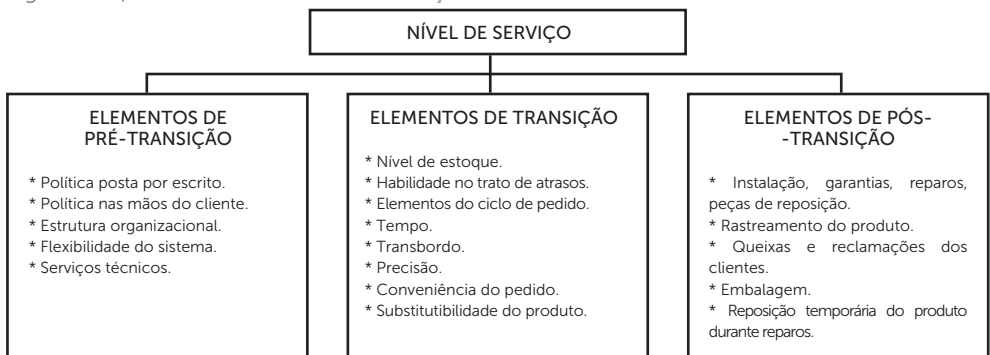 NÍVEL DE SERVIÇO
ELEMENTOS DE
PRÉ-TRANSIÇÃO
* Política posta por escrito.
* Política nas mãos do cliente.
* Estrutura organizacional.
* Flexibilidade do sistema.
* Serviços técnicos.
ELEMENTOS DE TRANSIÇÃO
* Nível de estoque.
* Habilidade no trato de atrasos.
* Elementos do ciclo de pedido.
* Tempo.
* Transbordo.
* Precisão.
* Conveniência do pedido.
* Substitutibilidade do produto.
ELEMENTOS DE PÓS-
-TRANSIÇÃO
* Instalação, garantias, reparos,
peças de reposição.
* Rastreamento do produto.
* Queixas e reclamações dos
clientes.
* Embalagem.
* Reposição temporária do produto
durante reparos.